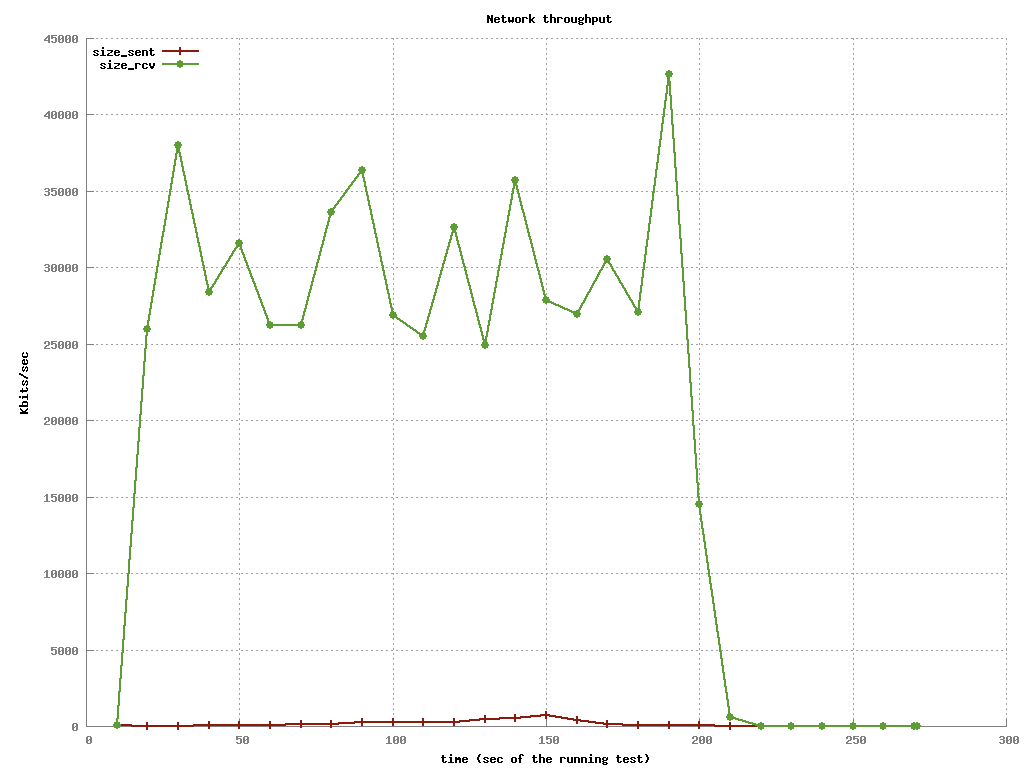 Network throughput
45000
size_sent
size_rcv
40000
35000
30000
25000
Kbits/sec
20000
15000
10000
5000
0
0 50 100 150 200 250 300
time (sec of the running test)